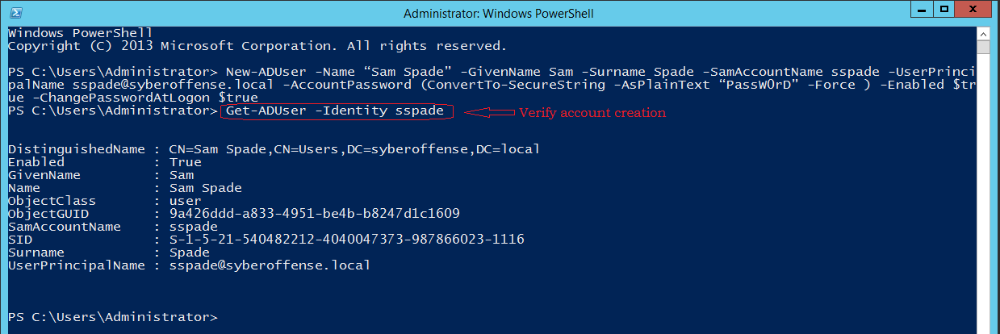 Administrator: Windows PowerShell
Windows PowerShell
Copyright (C) 2013 Microsoft Corporation. All rights reserved.
PS C:\Users\Administrator> New-ADUser -Name “Sam Spade” -GivenName Sam -Surname Spade -SamAccountName sspade -UserPrinci
palName sspade@syberoffense.local -AccountPassword (ConvertTo-SecureString -AsPlainText “PassW0rD” -Force ) -Enabled $tr
ue -ChangePasswordAtLogon $true
PS C:\Users\Administrator> Get-ADUser -Identity sspade Verify account creation
DistinguishedName : CN=Sam Spade,CN=Users,DC=syberoffense,DC=local
Enabled           : True
GivenName         : Sam
Name              : Sam Spade
ObjectClass       : user
ObjectGUID        : 9a426ddd-a833-4951-be4b-b8247d1c1609
SamAccountName    : sspade
SID               : S-1-5-21-540482212-4040047373-987866023-1116
Surname           : Spade
UserPrincipalName : sspade@syberoffense.local
PS C:\Users\Administrator>